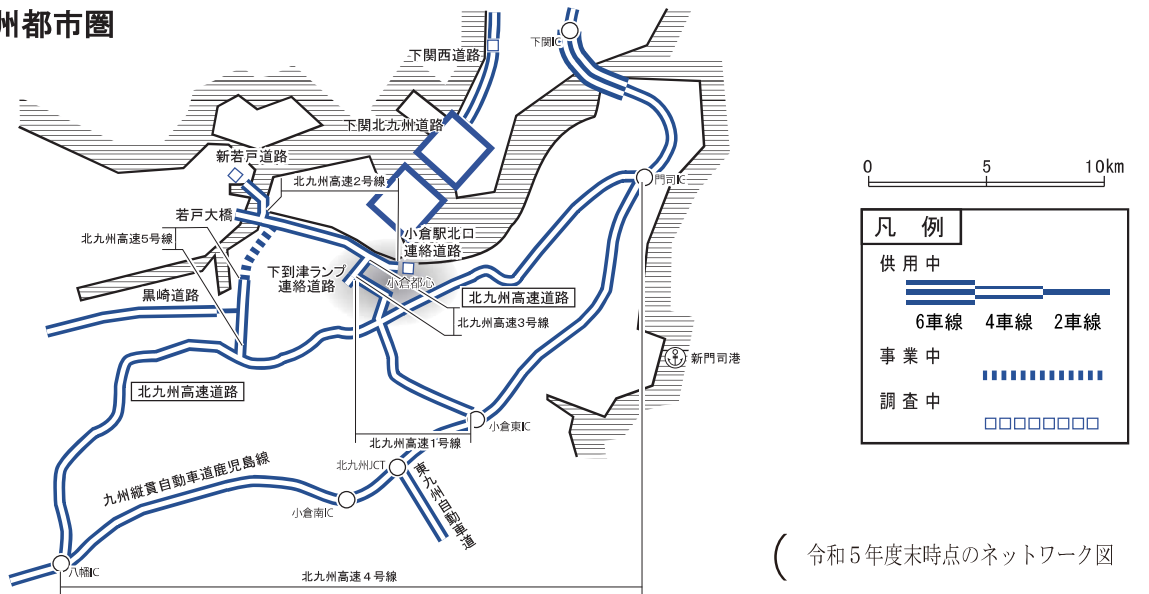 州都市圏
下関西道路
下関IC
下関北九州道路
新若戸道路
北九州高速2号線
門司IC
若戸大橋
北九州高速5号線
小倉駅北口
連絡道路
下到津ランプ
連絡道路
小倉都心
黒崎道路
北九州高速道路
北九州高速3号線
新門司港
北九州高速道路
小倉東IC
北九州高速1号線
北九州JCT
九州縦貫自動車道鹿児島線
東九州自動車道
小倉南IC
八幡IC
北九州高速4号線
0 5 10km
凡例
供用中
6車線 4車線 2車線
事業中
調査中
( 令和5年度末時点のネットワーク図